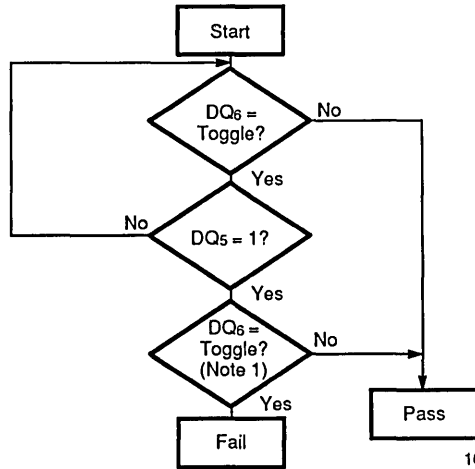 Start
DQ6 =
Toggle?
No
Yes
No
DQ5 = 1?
Yes
DQ6 =
Toggle?
(Note 1)
No
Yes
Fail
Pass